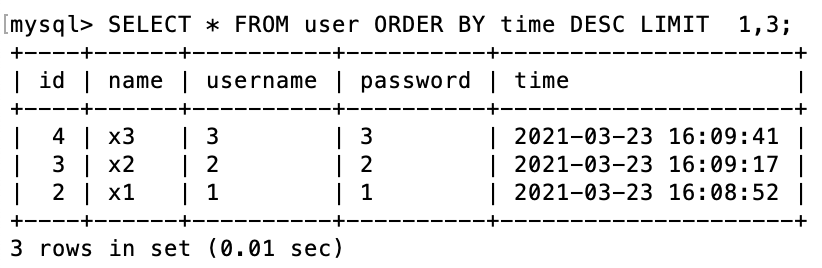 [mysql> SELECT * FROM user ORDER BY time DESC LIMIT  1,3;
+----+------+----------+----------+---------------------+
| id | name | username | password | time                |
+----+------+----------+----------+---------------------+
|  4 | x3   | 3        | 3        | 2021-03-23 16:09:41 |
|  3 | x2   | 2        | 2        | 2021-03-23 16:09:17 |
|  2 | x1   | 1        | 1        | 2021-03-23 16:08:52 |
+----+------+----------+----------+---------------------+
3 rows in set (0.01 sec)